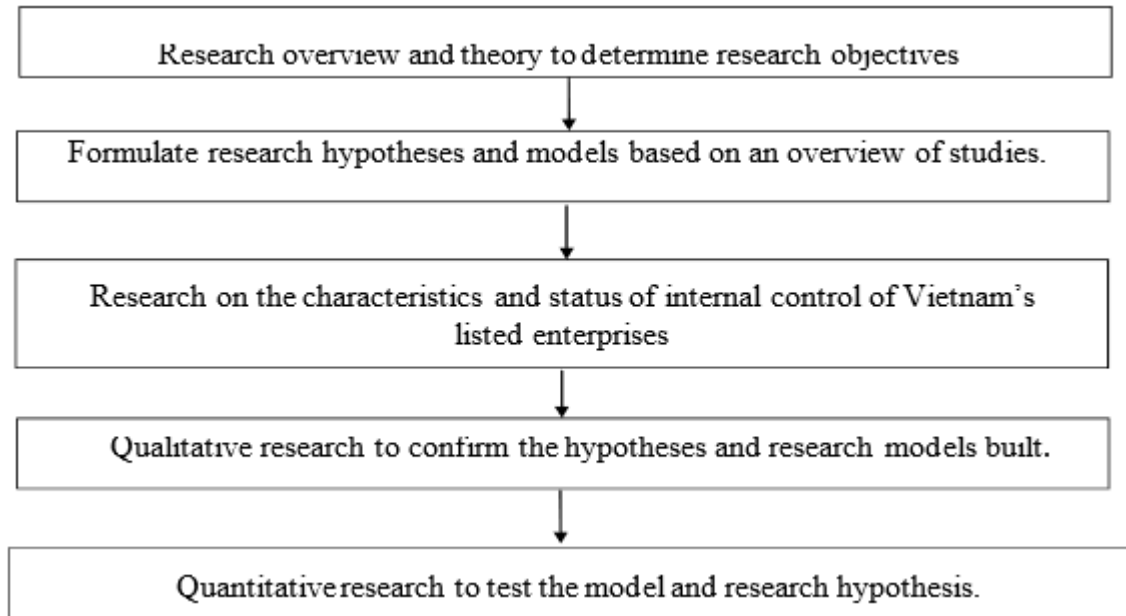 Research overview and theory to determine research objectives
Formulate research hypotheses and models based on an overview of studies.
Research on the characteristics and status of internal control of Vietnam's
listed enterprises
Qualitative research to confirm the hypotheses and research models built.
Quantitative research to test the model and research hypothesis.